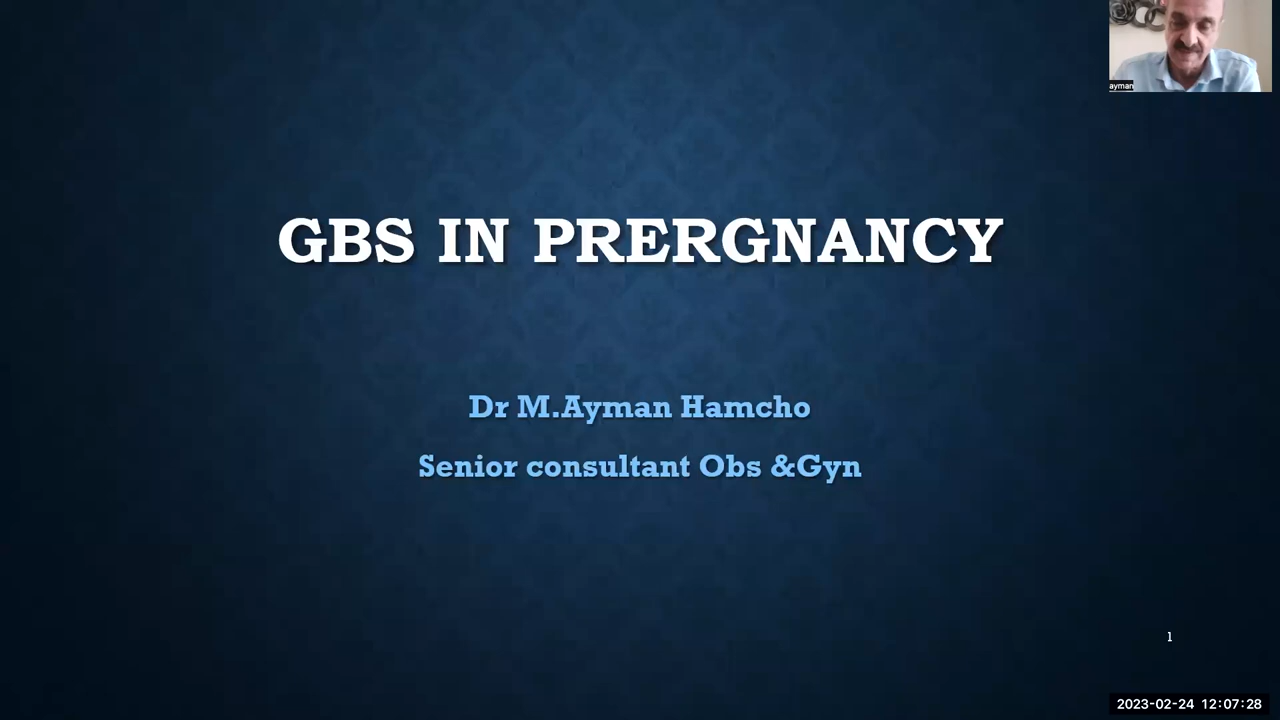 ayman
GBS IN PRERGNANCY
Dr M.Ayman Hamcho
Senior consultant Obs &Gyn
1
2023-02-24 12:07:28